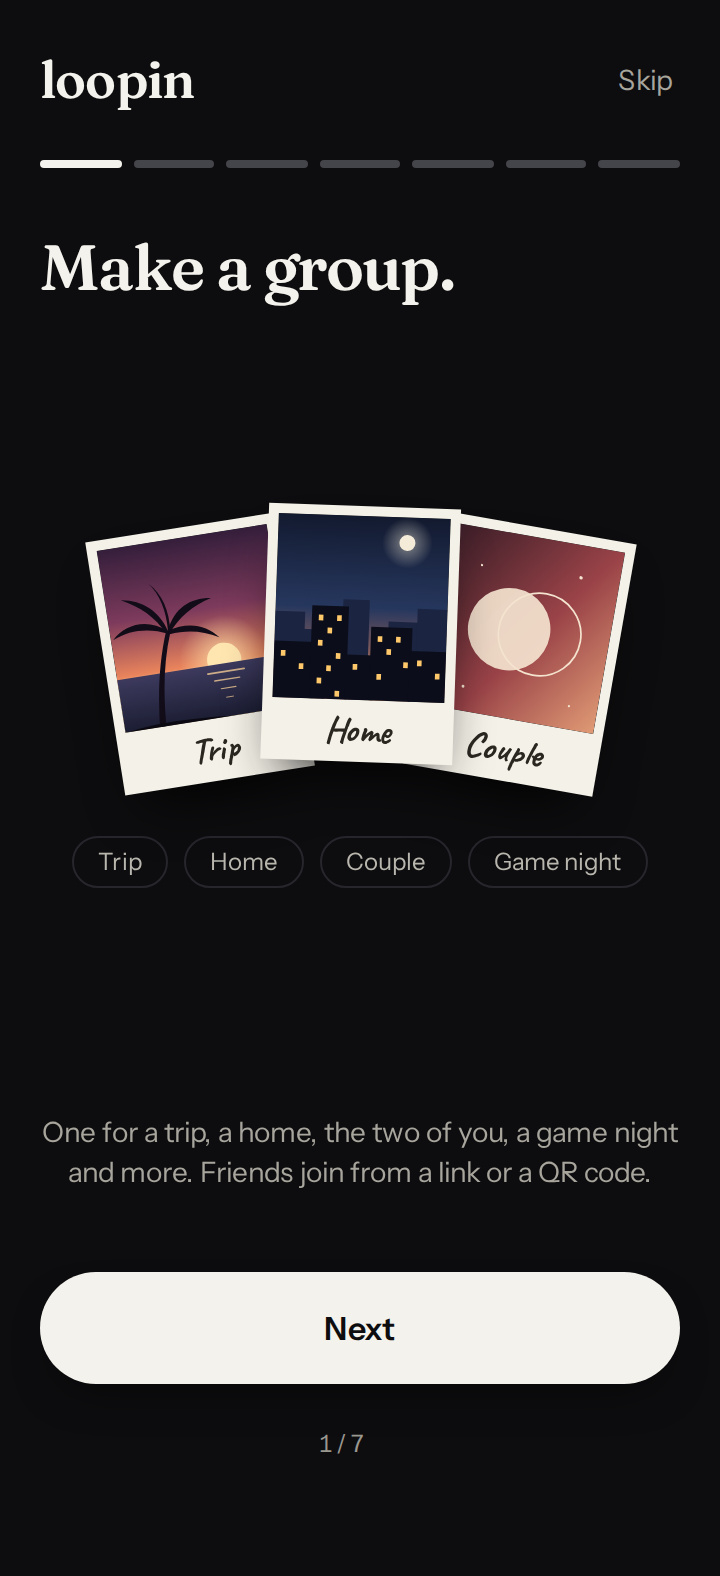 loopin
Skip
Make a group.
Trip
Home
Couple
Trip
Home
Couple
Game night
One for a trip, a home, the two of you, a game night
and more. Friends join from a link or a QR code.
Next
1 / 7